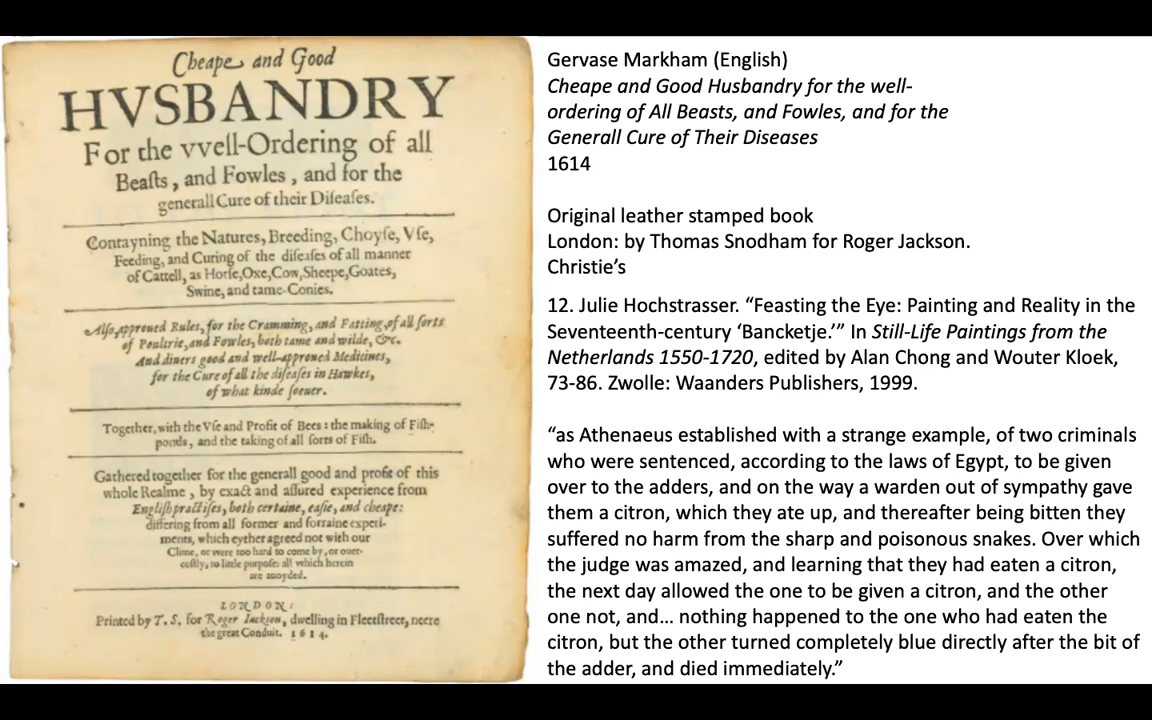 Cheape and Good
HVSBANDRY
For the vvell-Ordering of all
Beaſts, and Fowles, and for the
generall Cure of their Diſeaſes.
Contayning the Natures, Breeding, Choyſe, Vſe,
Feeding, and Curing of the diſeaſes of all manner
of Cattell, as Horſe, Oxe, Cow, Sheepe, Goates,
Swine, and tame-Conies.
Alſo, approued Rules, for the Cramming, and Fatting, of all ſorts
of Poultrie, and Fowles, both tame and wilde, &c.
And diuers good and well-approued Medicines,
for the Cure of all the diſeaſes in Hawkes,
of what kinde ſoeuer.
Together, with the Vſe and Profit of Bees: the making of Fiſh-
ponds, and the taking of all ſorts of Fiſh.
Gathered together for the generall good and profit of this
whole Realme, by exact and aſſured experience from
Engliſh practiſes, both certaine, eaſie, and cheape:
differing from all former and forraine experi-
ments, which eyther agreed not with our
Clime, or were too hard to come by, or ouer-
coſtly, to little purpoſe: all which herein
are auoyded.
LONDON:
Printed by T. S. for Roger Jackson, dwelling in Fleetſtreet, neere
the great Conduit. 1614.
Gervase Markham (English)
Cheape and Good Husbandry for the well-
ordering of All Beasts, and Fowles, and for the
Generall Cure of Their Diseases
1614
Original leather stamped book
London: by Thomas Snodham for Roger Jackson.
Christie’s
12. Julie Hochstrasser. “Feasting the Eye: Painting and Reality in the
Seventeenth-century ‘Bancketje.’” In Still-Life Paintings from the
Netherlands 1550-1720, edited by Alan Chong and Wouter Kloek,
73-86. Zwolle: Waanders Publishers, 1999.
“as Athenaeus established with a strange example, of two criminals
who were sentenced, according to the laws of Egypt, to be given
over to the adders, and on the way a warden out of sympathy gave
them a citron, which they ate up, and thereafter being bitten they
suffered no harm from the sharp and poisonous snakes. Over which
the judge was amazed, and learning that they had eaten a citron,
the next day allowed the one to be given a citron, and the other
one not, and… nothing happened to the one who had eaten the
citron, but the other turned completely blue directly after the bit of
the adder, and died immediately.”